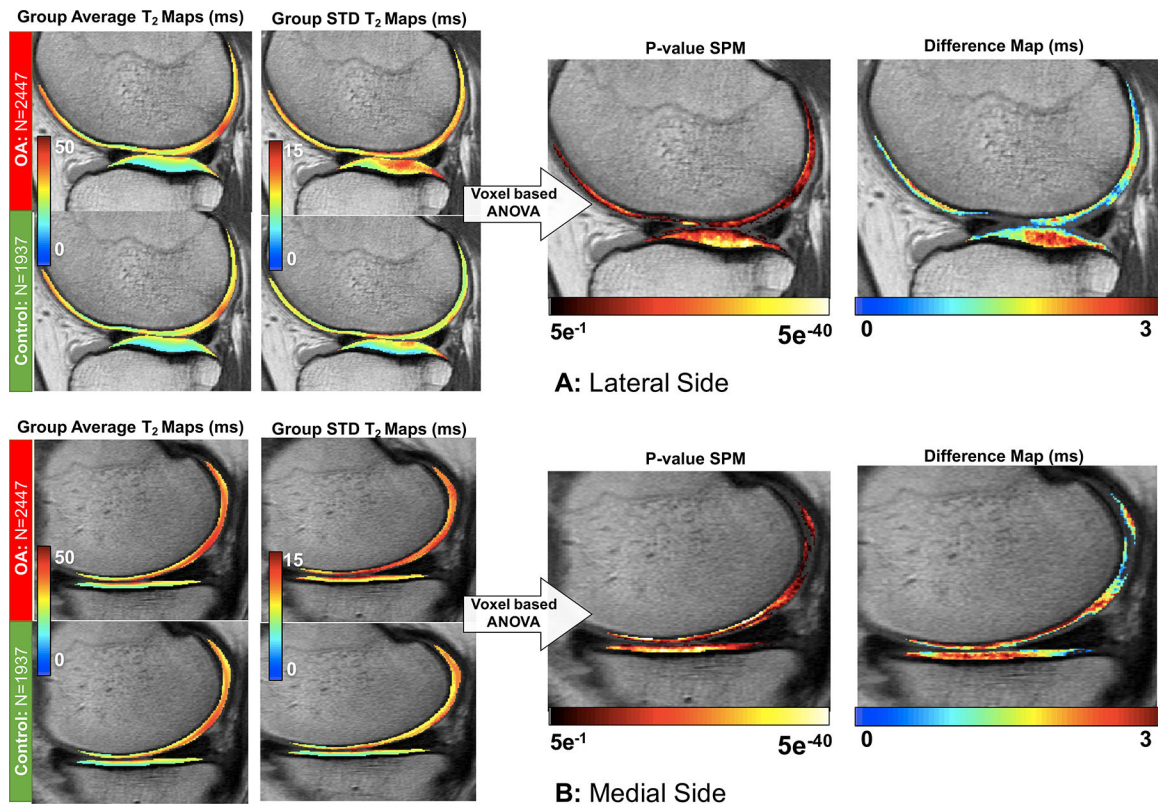 Group Average T₂ Maps (ms)
Group STD T₂ Maps (ms)
OA: N=2447
Control: N=1937
50
0
15
0
Voxel based
ANOVA
P-value SPM
Difference Map (ms)
5e⁻¹
5e⁻⁴⁰
0
3
A: Lateral Side
Group Average T₂ Maps (ms)
Group STD T₂ Maps (ms)
OA: N=2447
Control: N=1937
50
0
15
0
Voxel based
ANOVA
P-value SPM
Difference Map (ms)
5e⁻¹
5e⁻⁴⁰
0
3
B: Medial Side